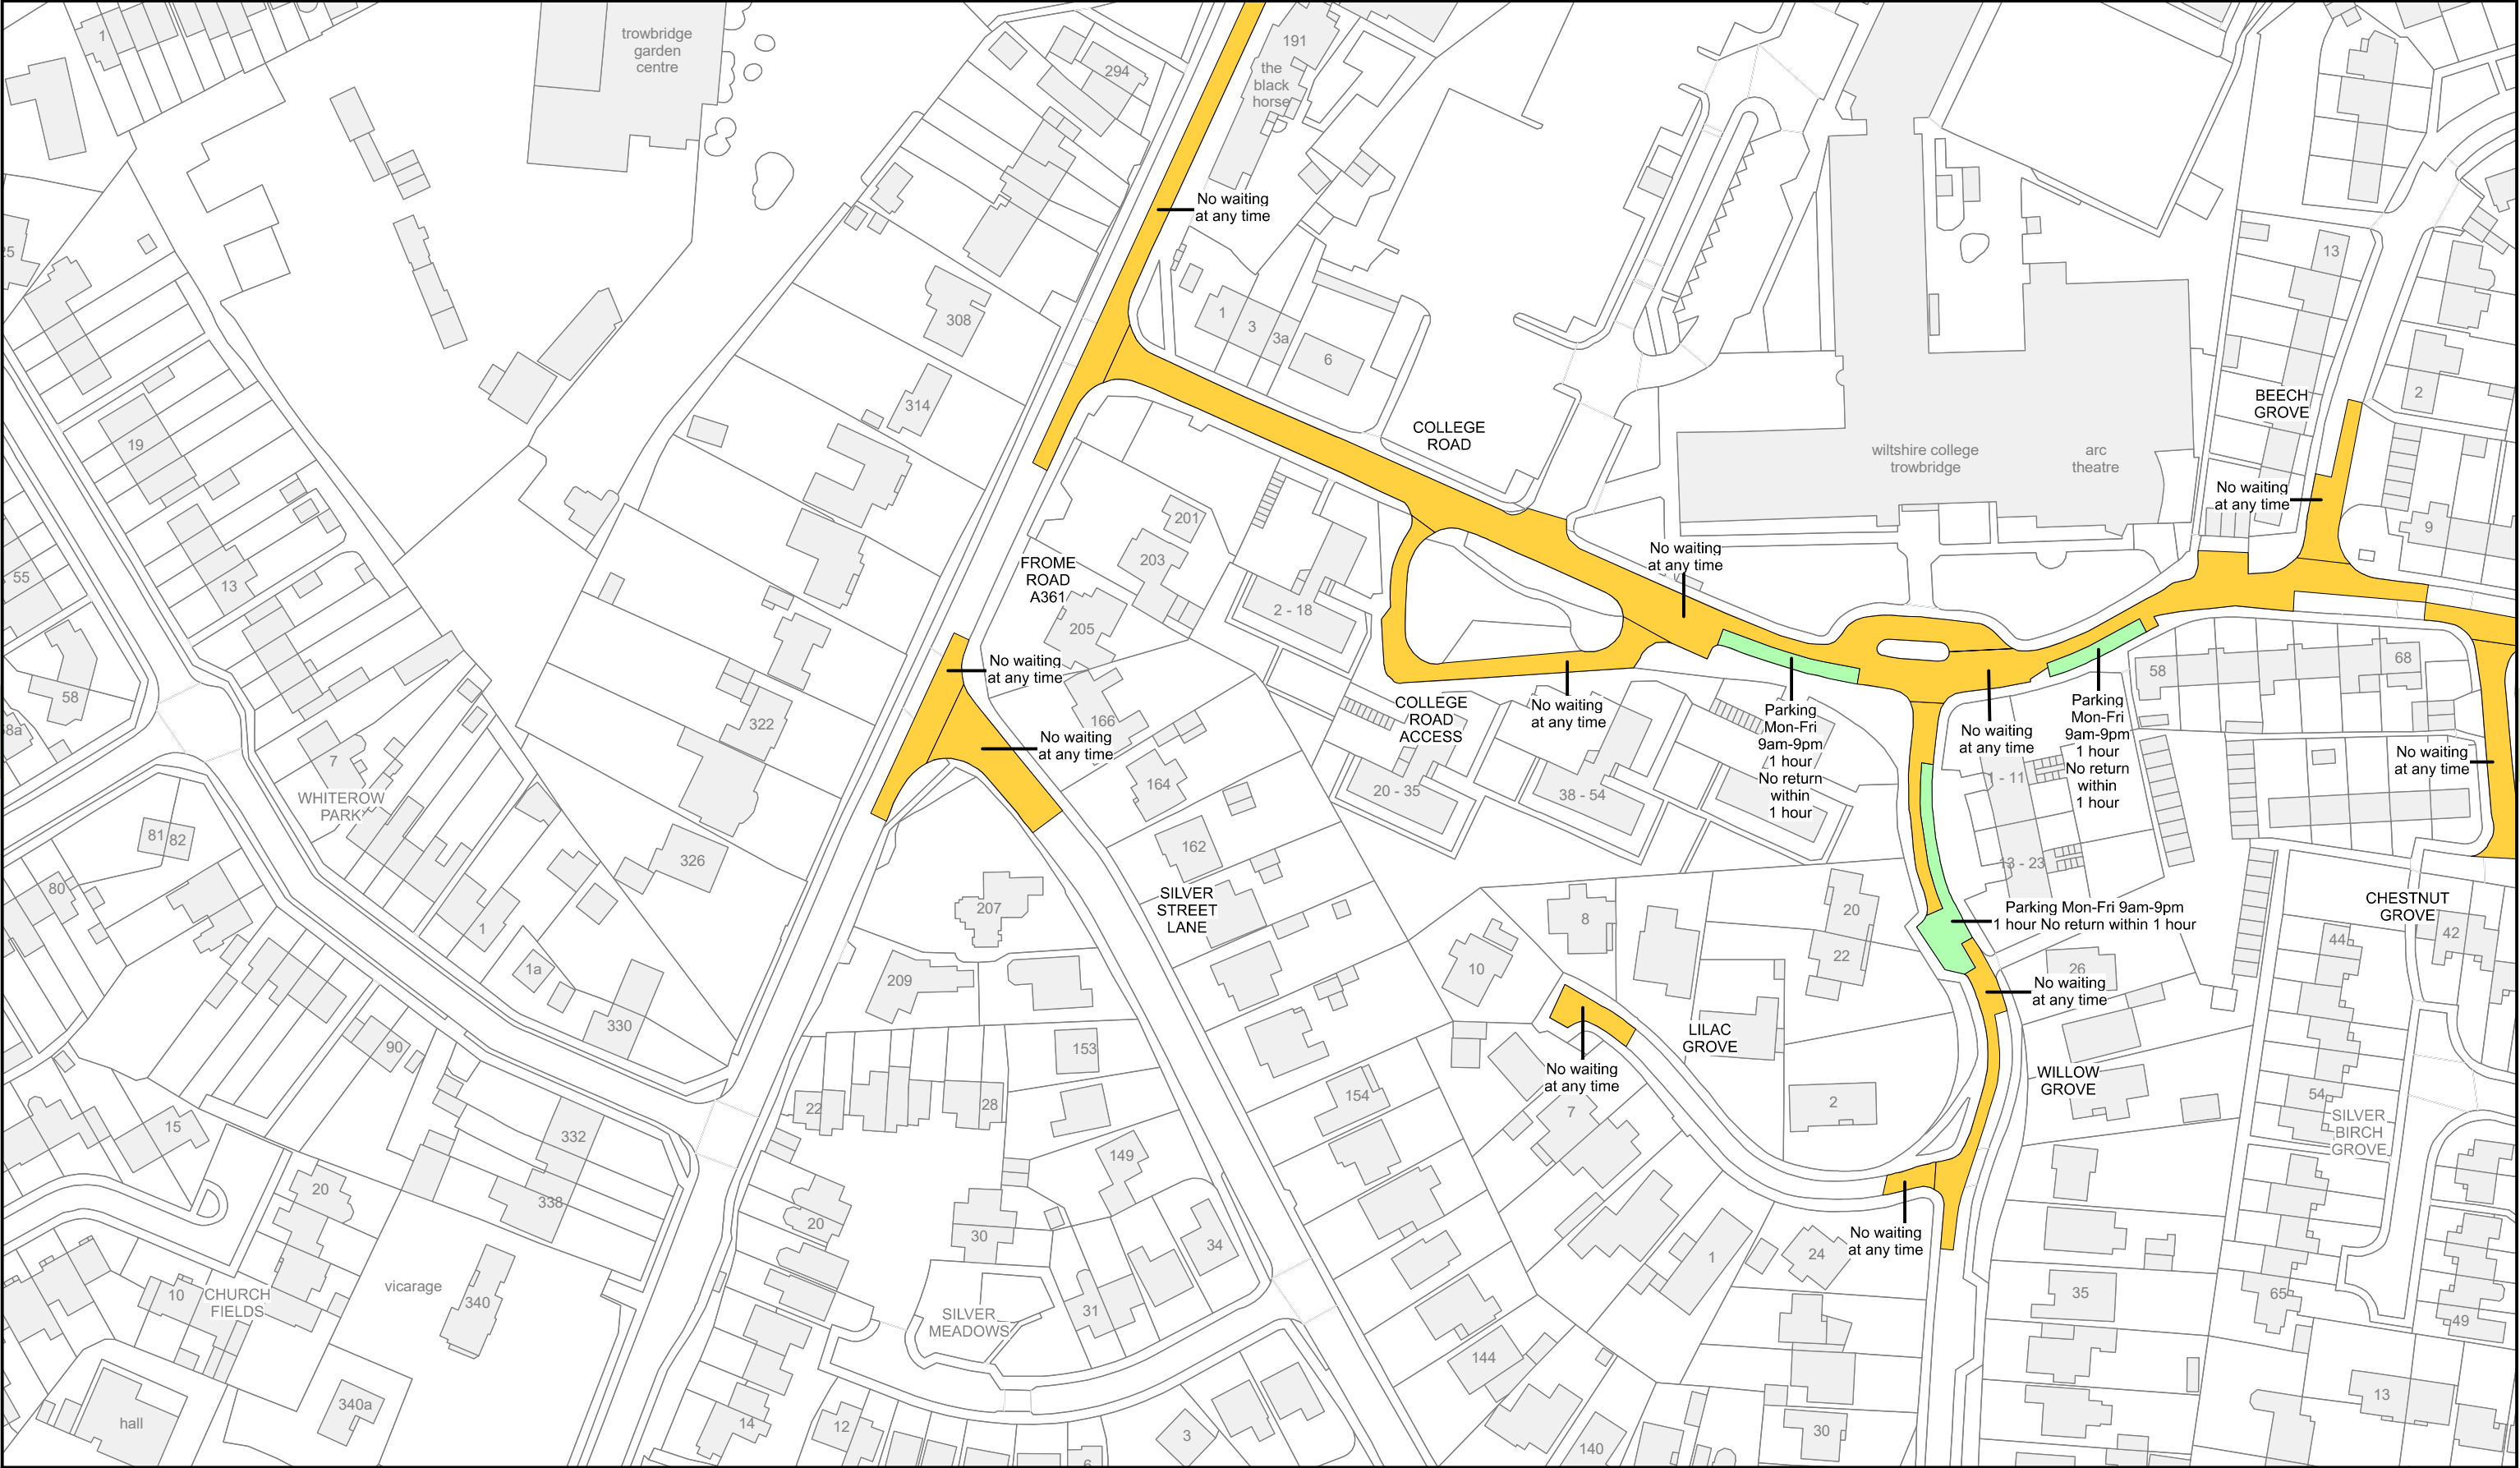 1
trowbridge
garden
centre
191
the
black
horse
294
No waiting
at any time
25
13
308
1
3
3a
6
2
314
BEECH
GROVE
COLLEGE
ROAD
19
wiltshire college
trowbridge
arc
theatre
No waiting
at any time
9
201
203
FROME
ROAD
A361
No waiting
at any time
55
13
2 - 18
205
58
68
58
No waiting
at any time
166
8a
322
COLLEGE
ROAD
ACCESS
No waiting
at any time
Parking
Mon-Fri
9am-9pm
1 hour
No return
within
1 hour
No waiting
at any time
Parking
Mon-Fri
9am-9pm
1 hour
No return
within
1 hour
No waiting
at any time
No waiting
at any time
7
WHITEROW
PARK
164
20 - 35
38 - 54
1 - 11
81
82
162
326
13 - 23
80
207
SILVER
STREET
LANE
8
20
Parking Mon-Fri 9am-9pm
1 hour No return within 1 hour
CHESTNUT
GROVE
42
44
1
22
1a
209
10
26
No waiting
at any time
330
90
153
LILAC
GROVE
No waiting
at any time
WILLOW
GROVE
22
28
154
7
2
54
SILVER
BIRCH
GROVE
15
332
149
20
338
20
30
34
No waiting
at any time
24
1
vicarage
10
CHURCH
FIELDS
340
31
SILVER
MEADOWS
35
65
49
144
340a
hall
14
12
3
13
30
140
6